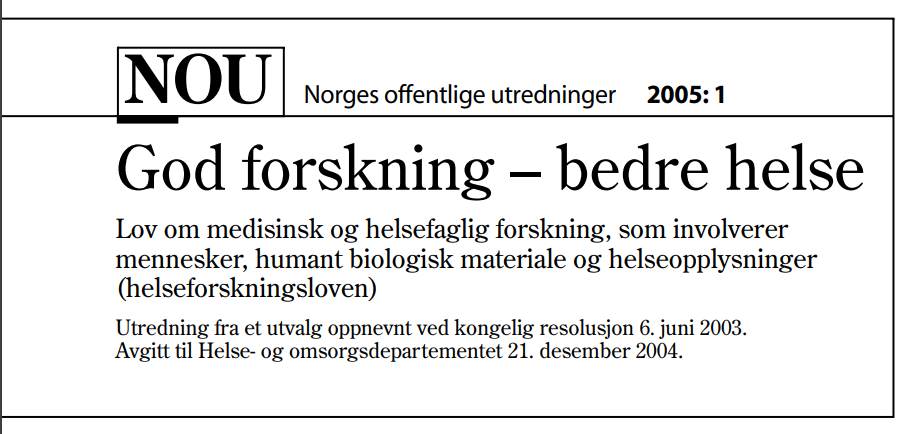 NOU
Norges offentlige utredninger 2005: 1
God forskning – bedre helse
Lov om medisinsk og helsefaglig forskning, som involverer
mennesker, humant biologisk materiale og helseopplysninger
(helseforskningsloven)
Utredning fra et utvalg oppnevnt ved kongelig resolusjon 6. juni 2003.
Avgitt til Helse- og omsorgsdepartementet 21. desember 2004.